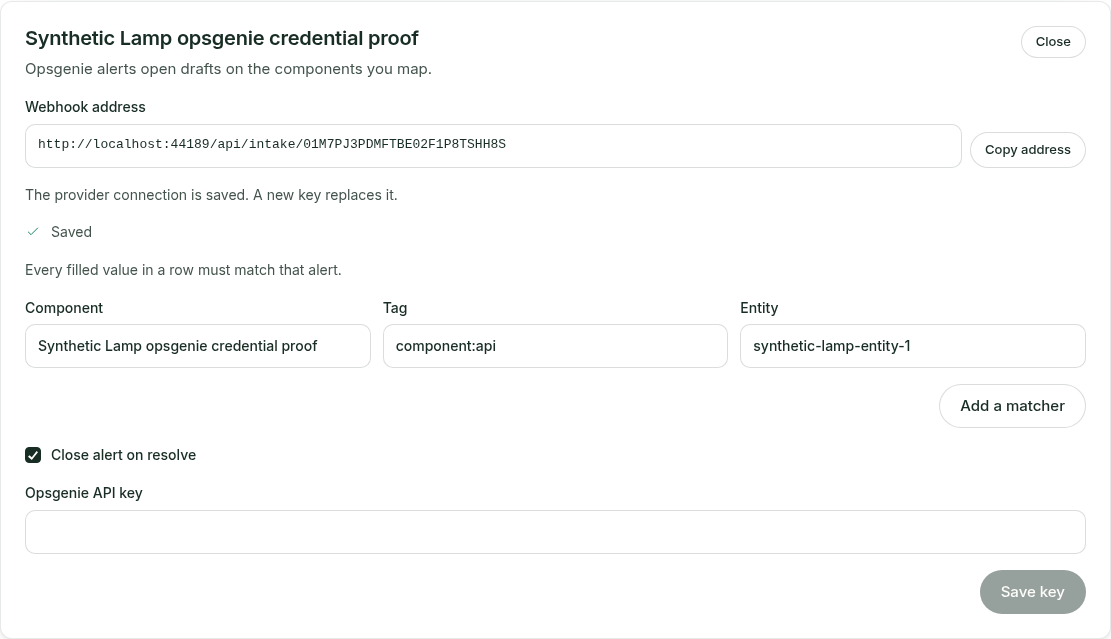 Synthetic Lamp opsgenie credential proof
Close
Opsgenie alerts open drafts on the components you map.
Webhook address
http://localhost:44189/api/intake/01M7PJ3PDMFTBE02F1P8TSHH8S
Copy address
The provider connection is saved. A new key replaces it.
Saved
Every filled value in a row must match that alert.
Component Tag Entity
Synthetic Lamp opsgenie credential proof component:api synthetic-lamp-entity-1
Add a matcher
Close alert on resolve
Opsgenie API key
Save key